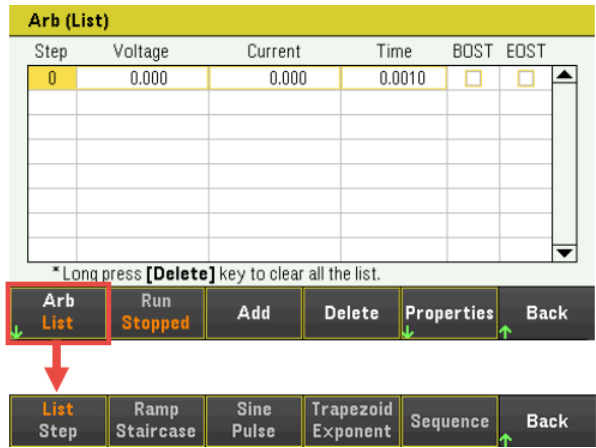 Arb (List)
Step Voltage Current Time BOST EOST
0 0.000 0.000 0.0010
*Long press [Delete] key to clear all the list.
Arb Run Add Delete Properties Back
List Stopped
List Ramp Sine Trapezoid Sequence Back
Step Staircase Pulse Exponent